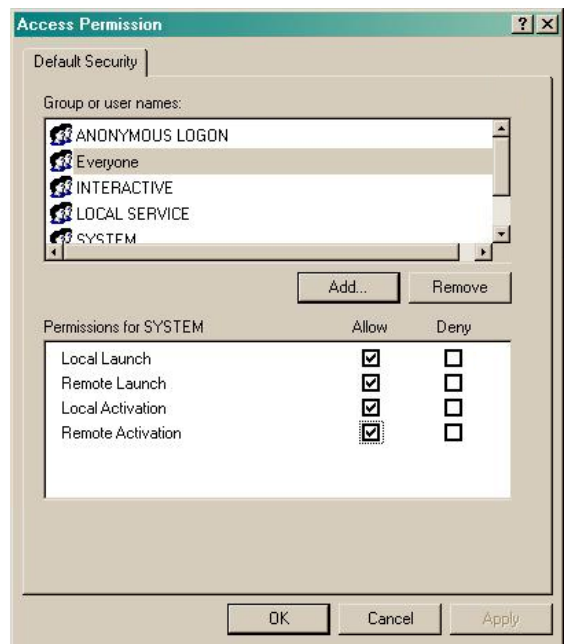 Access Permission
Default Security
Group or user names:
ANONYMOUS LOGON
Everyone
INTERACTIVE
LOCAL SERVICE
SYSTEM
Add... Remove
Permissions for SYSTEM Allow Deny
Local Launch
Remote Launch
Local Activation
Remote Activation
OK Cancel Apply